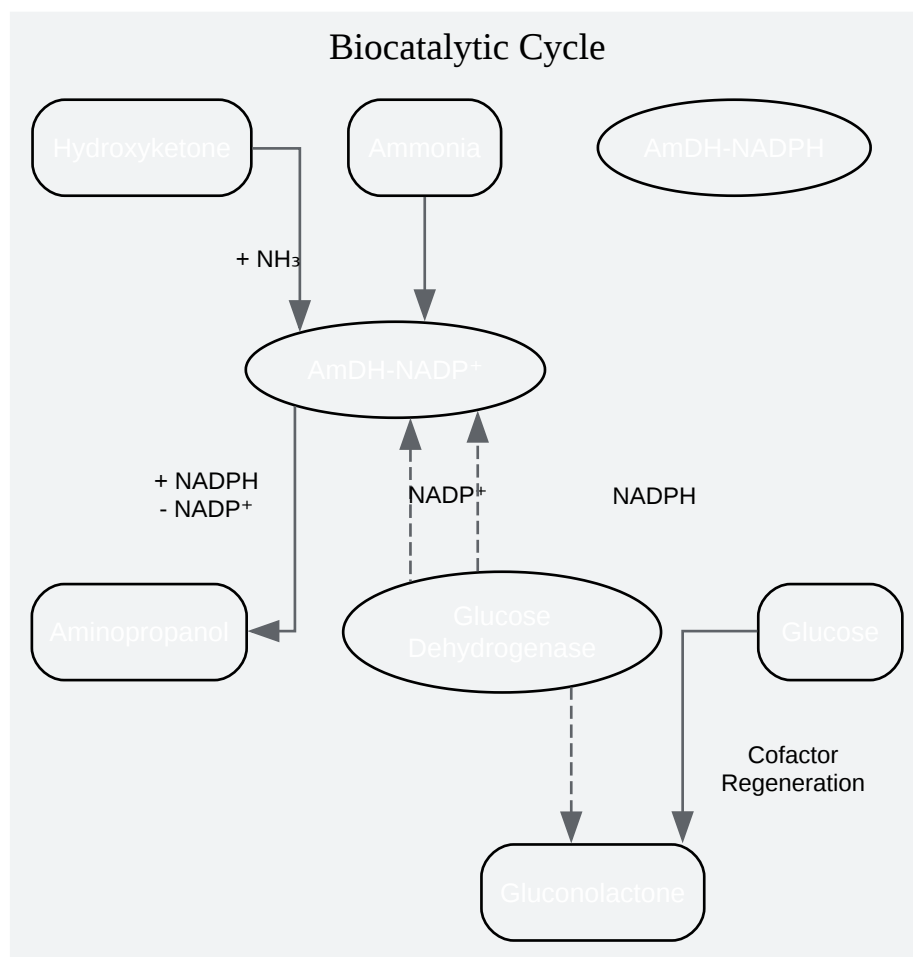 Biocatalytic Cycle
Hydroxyketone
Ammonia
AmDH-NADPH
+ NH₃
AmDH-NADP⁺
+ NADPH
- NADP⁺
NADP⁺
NADPH
Aminopropanol
Glucose
Dehydrogenase
Glucose
Cofactor
Regeneration
Gluconolactone